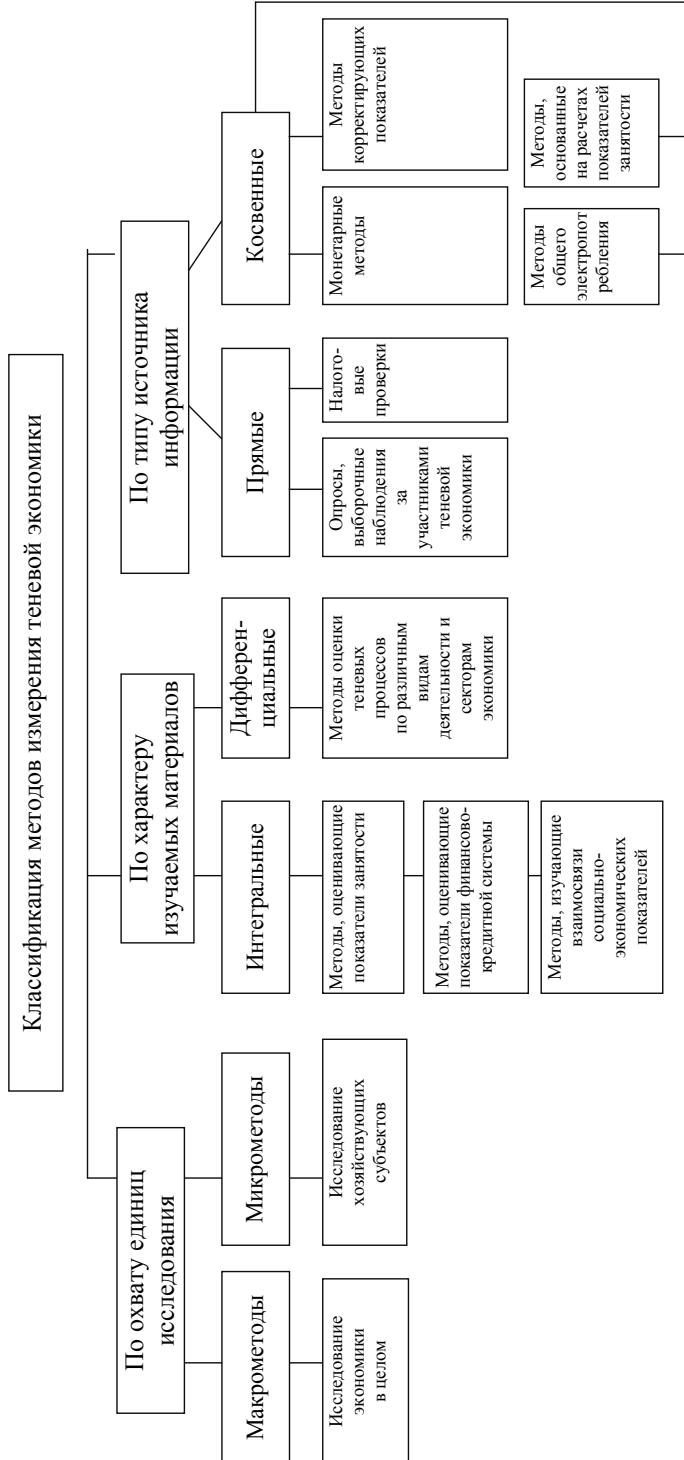 Классификация методов измерения теневой экономики
По охвату единиц
исследования
По характеру
изучаемых материалов
По типу источника
информации
Макрометоды
Микрометоды
Интегральные
Дифферен-
циальные
Прямые
Косвенные
Исследование
экономики
в целом
Исследование
хозяйствующих
субъектов
Методы, оценивающие
показатели занятости
Методы, оценивающие
показатели финансово-
кредитной системы
Методы, изучающие
взаимосвязи
социально-
экономических
показателей
Методы оценки
теневых
процессов
по различным
видам
деятельности и
секторам
экономики
Опросы,
выборочные
наблюдения
за
участниками
теневой
экономики
Налого-
вые
проверки
Монетарные
методы
Методы
корректирующих
показателей
Методы
общего
электропот
ребления
Методы,
основанные
на расчетах
показателей
занятости